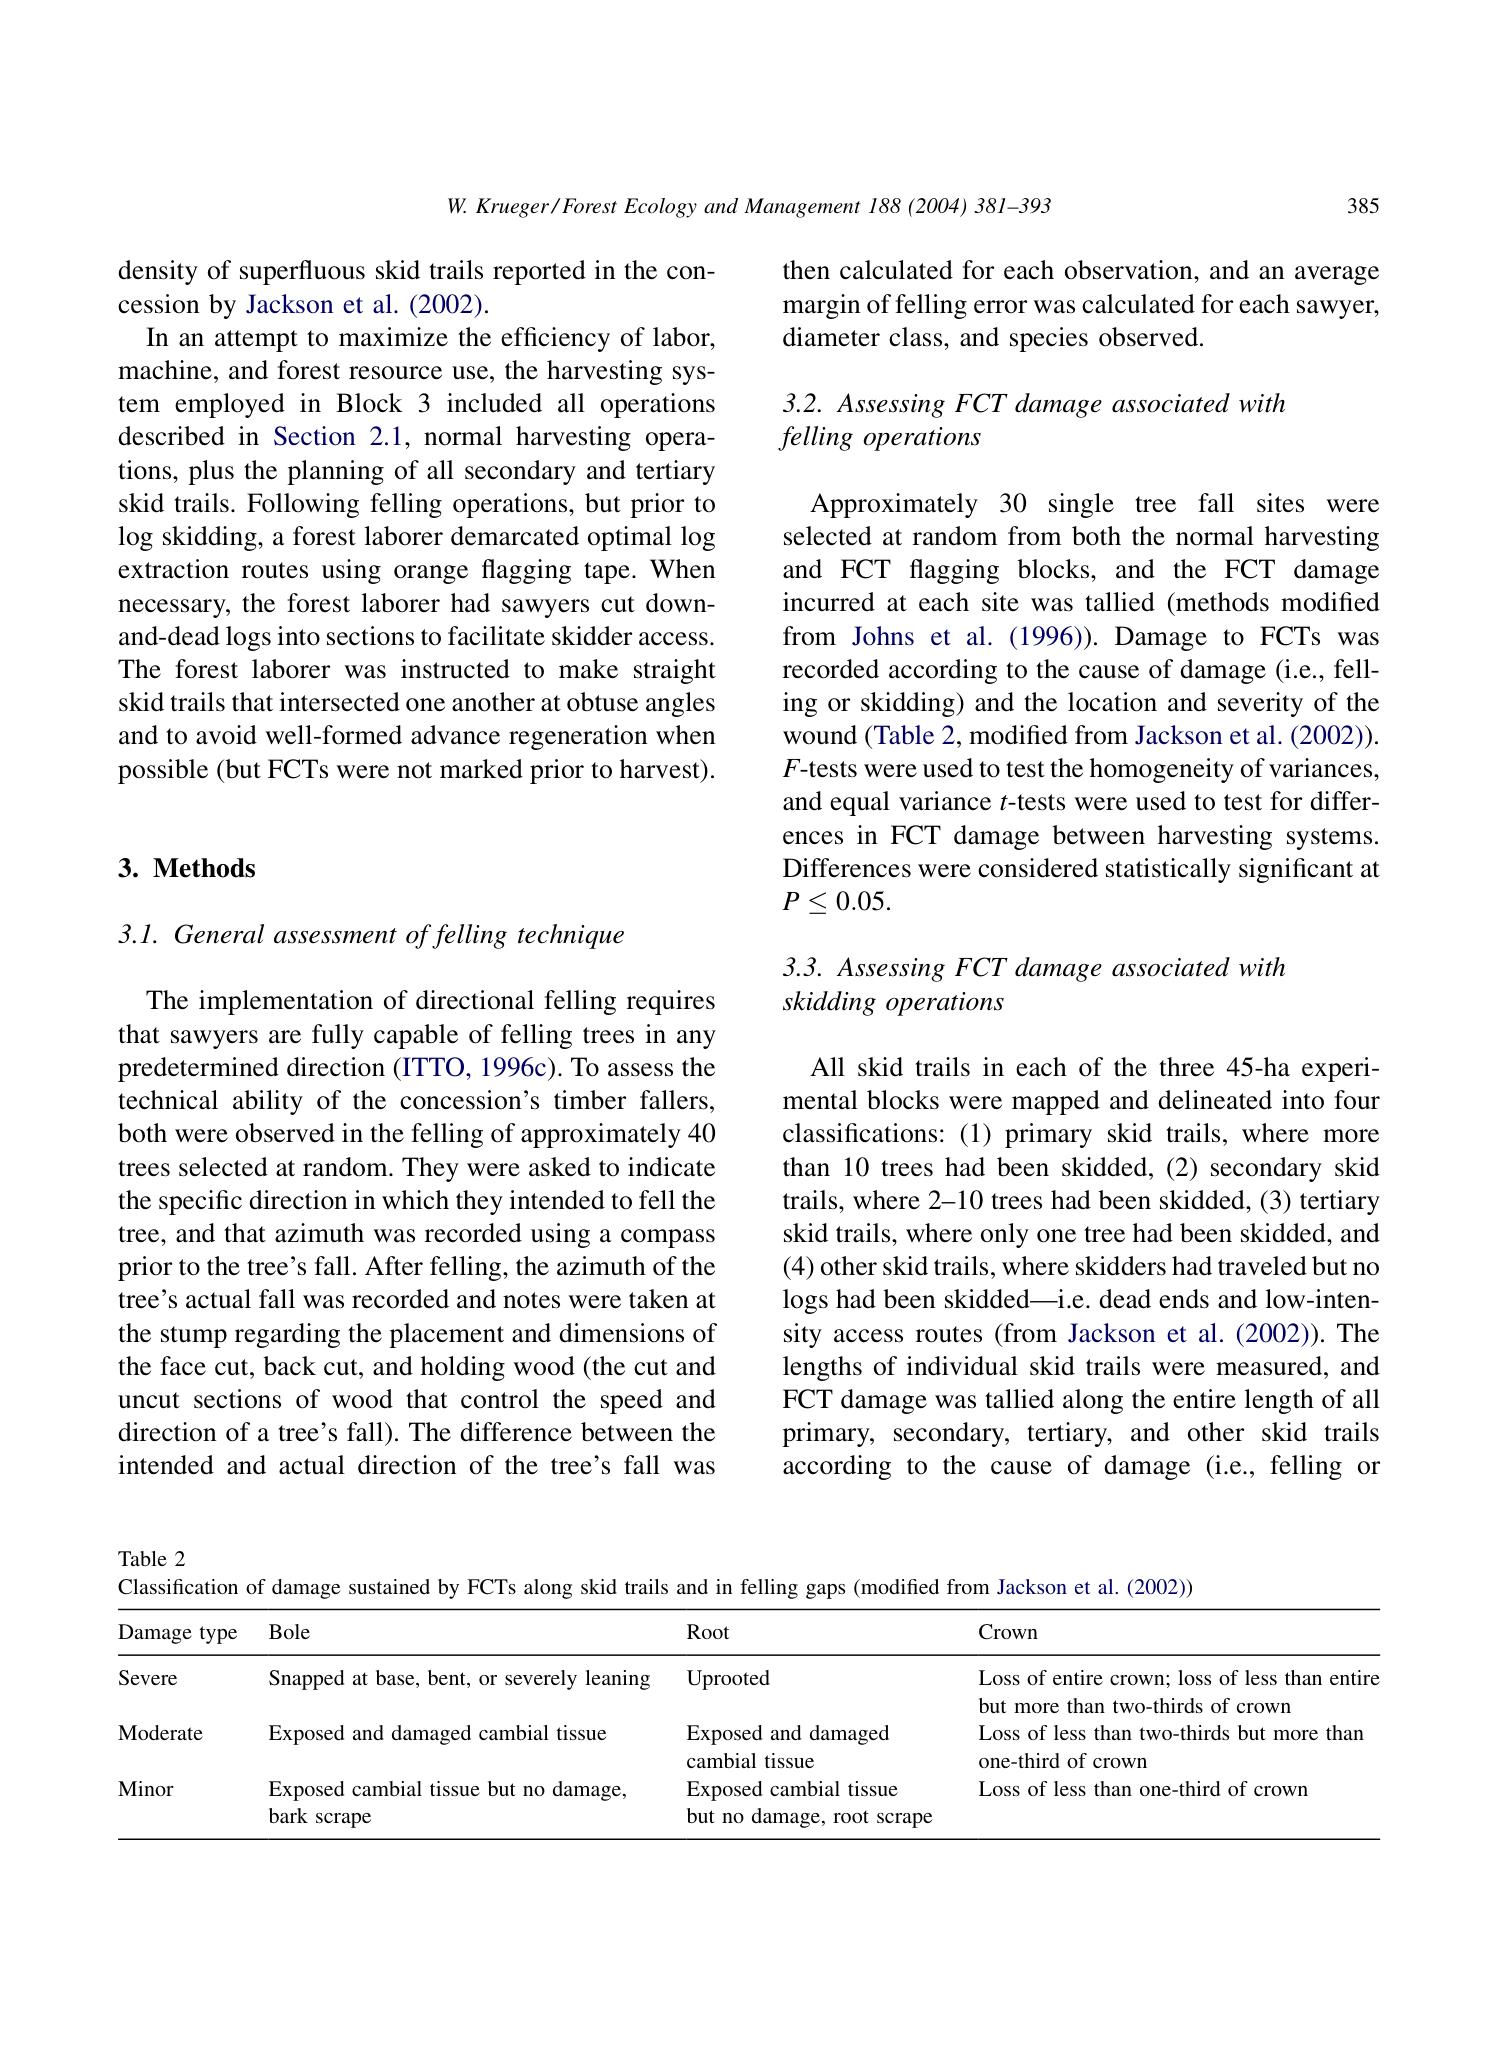 W. Krueger / Forest Ecology and Management 188 (2004) 381–393
385
density of superfluous skid trails reported in the con-
cession by Jackson et al. (2002).
In an attempt to maximize the efficiency of labor,
machine, and forest resource use, the harvesting sys-
tem employed in Block 3 included all operations
described in Section 2.1, normal harvesting opera-
tions, plus the planning of all secondary and tertiary
skid trails. Following felling operations, but prior to
log skidding, a forest laborer demarcated optimal log
extraction routes using orange flagging tape. When
necessary, the forest laborer had sawyers cut down-
and-dead logs into sections to facilitate skidder access.
The forest laborer was instructed to make straight
skid trails that intersected one another at obtuse angles
and to avoid well-formed advance regeneration when
possible (but FCTs were not marked prior to harvest).
3. Methods
3.1. General assessment of felling technique
The implementation of directional felling requires
that sawyers are fully capable of felling trees in any
predetermined direction (ITTO, 1996c). To assess the
technical ability of the concession's timber fallers,
both were observed in the felling of approximately 40
trees selected at random. They were asked to indicate
the specific direction in which they intended to fell the
tree, and that azimuth was recorded using a compass
prior to the tree's fall. After felling, the azimuth of the
tree's actual fall was recorded and notes were taken at
the stump regarding the placement and dimensions of
the face cut, back cut, and holding wood (the cut and
uncut sections of wood that control the speed and
direction of a tree's fall). The difference between the
intended and actual direction of the tree's fall was
then calculated for each observation, and an average
margin of felling error was calculated for each sawyer,
diameter class, and species observed.
3.2. Assessing FCT damage associated with
felling operations
Approximately 30 single tree fall sites were
selected at random from both the normal harvesting
and FCT flagging blocks, and the FCT damage
incurred at each site was tallied (methods modified
from Johns et al. (1996)). Damage to FCTs was
recorded according to the cause of damage (i.e., fell-
ing or skidding) and the location and severity of the
wound (Table 2, modified from Jackson et al. (2002)).
F-tests were used to test the homogeneity of variances,
and equal variance t-tests were used to test for differ-
ences in FCT damage between harvesting systems.
Differences were considered statistically significant at
P ≤ 0.05.
3.3. Assessing FCT damage associated with
skidding operations
All skid trails in each of the three 45-ha experi-
mental blocks were mapped and delineated into four
classifications: (1) primary skid trails, where more
than 10 trees had been skidded, (2) secondary skid
trails, where 2–10 trees had been skidded, (3) tertiary
skid trails, where only one tree had been skidded, and
(4) other skid trails, where skidders had traveled but no
logs had been skidded—i.e. dead ends and low-inten-
sity access routes (from Jackson et al. (2002)). The
lengths of individual skid trails were measured, and
FCT damage was tallied along the entire length of all
primary, secondary, tertiary, and other skid trails
according to the cause of damage (i.e., felling or
Table 2
Classification of damage sustained by FCTs along skid trails and in felling gaps (modified from Jackson et al. (2002))
Damage type Bole Root Crown
Severe Snapped at base, bent, or severely leaning Uprooted Loss of entire crown; loss of less than entire
but more than two-thirds of crown
Moderate Exposed and damaged cambial tissue Exposed and damaged Loss of less than two-thirds but more than
cambial tissue one-third of crown
Minor Exposed cambial tissue but no damage, Exposed cambial tissue Loss of less than one-third of crown
bark scrape but no damage, root scrape